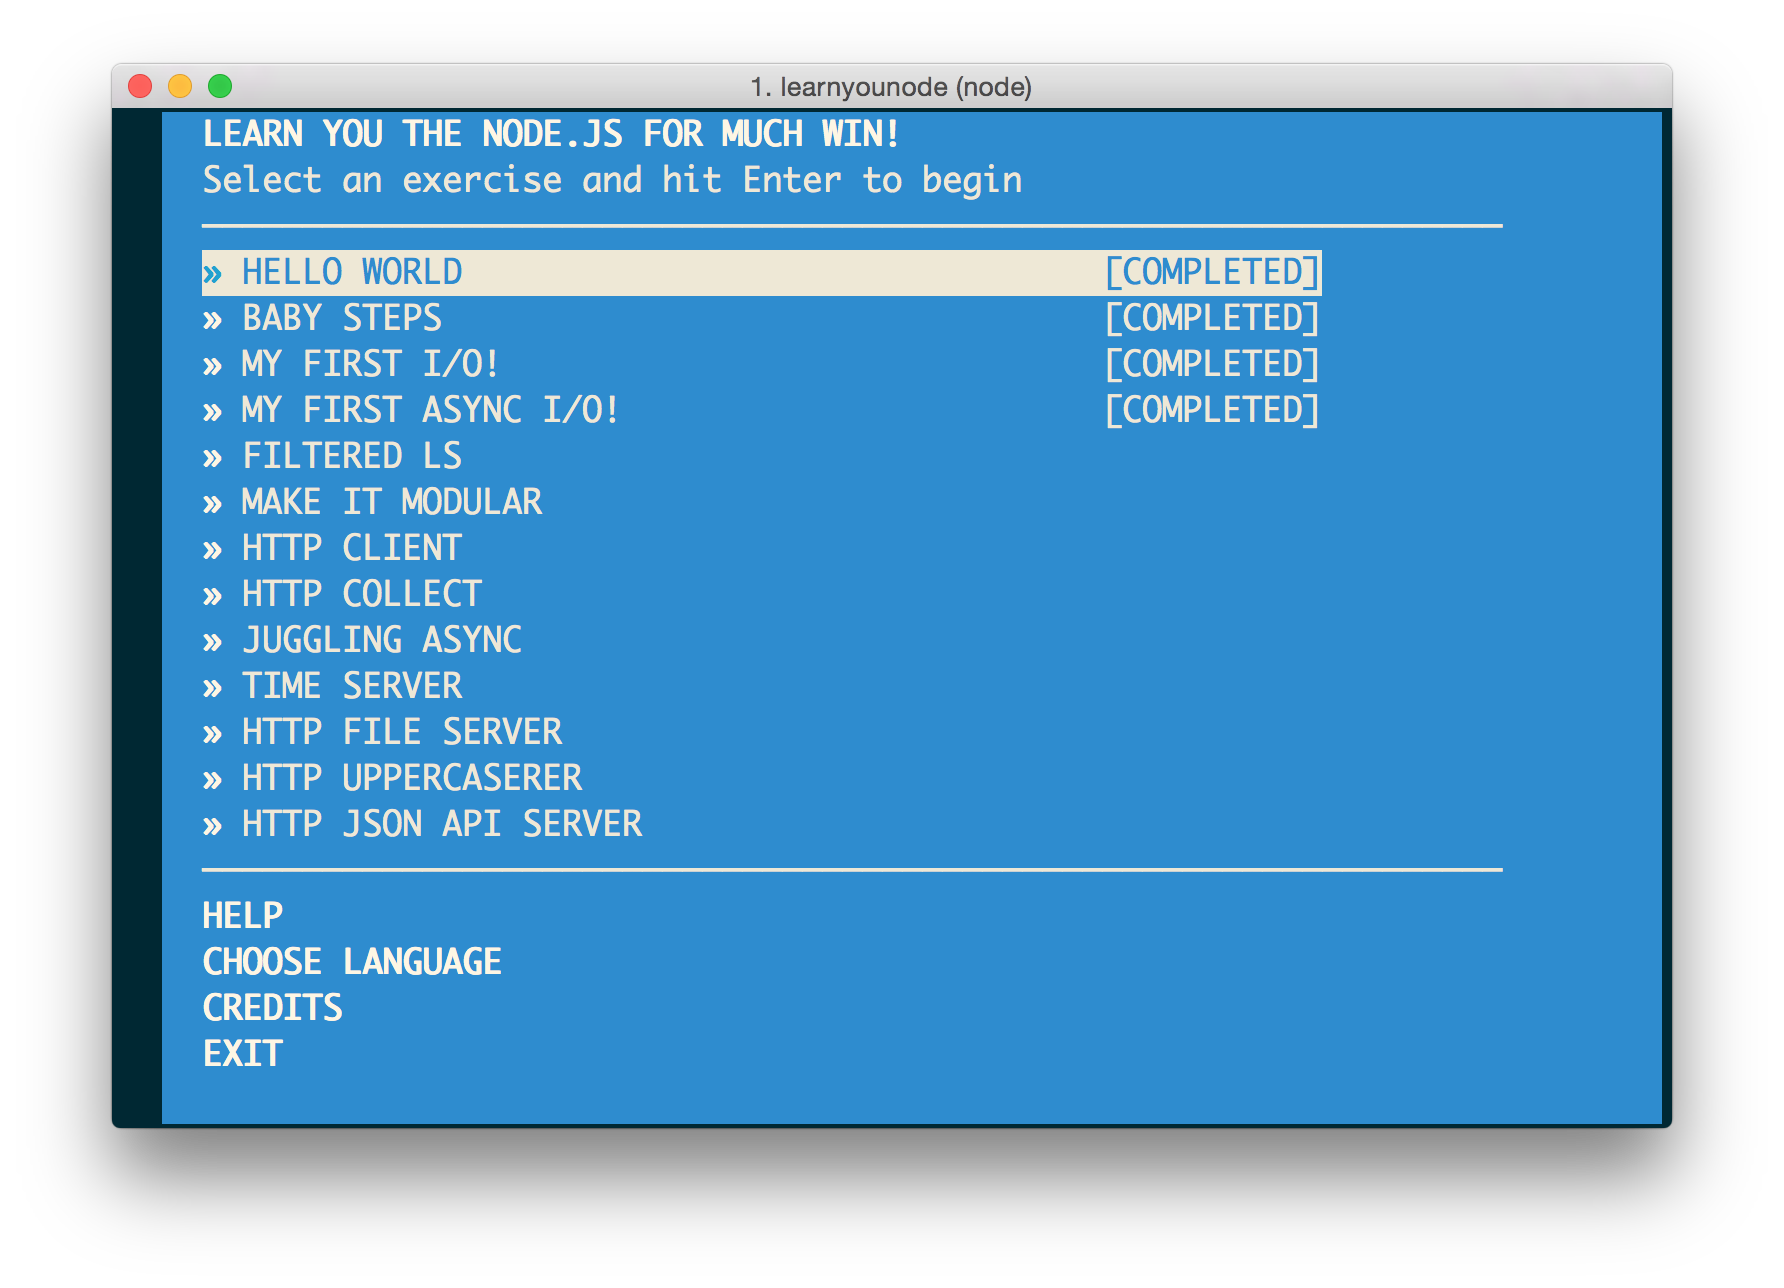 1. learnyounode (node)
LEARN YOU THE NODE.JS FOR MUCH WIN!
Select an exercise and hit Enter to begin
» HELLO WORLD [COMPLETED]
» BABY STEPS [COMPLETED]
» MY FIRST I/O! [COMPLETED]
» MY FIRST ASYNC I/O! [COMPLETED]
» FILTERED LS
» MAKE IT MODULAR
» HTTP CLIENT
» HTTP COLLECT
» JUGGLING ASYNC
» TIME SERVER
» HTTP FILE SERVER
» HTTP UPPERCASERER
» HTTP JSON API SERVER
HELP
CHOOSE LANGUAGE
CREDITS
EXIT